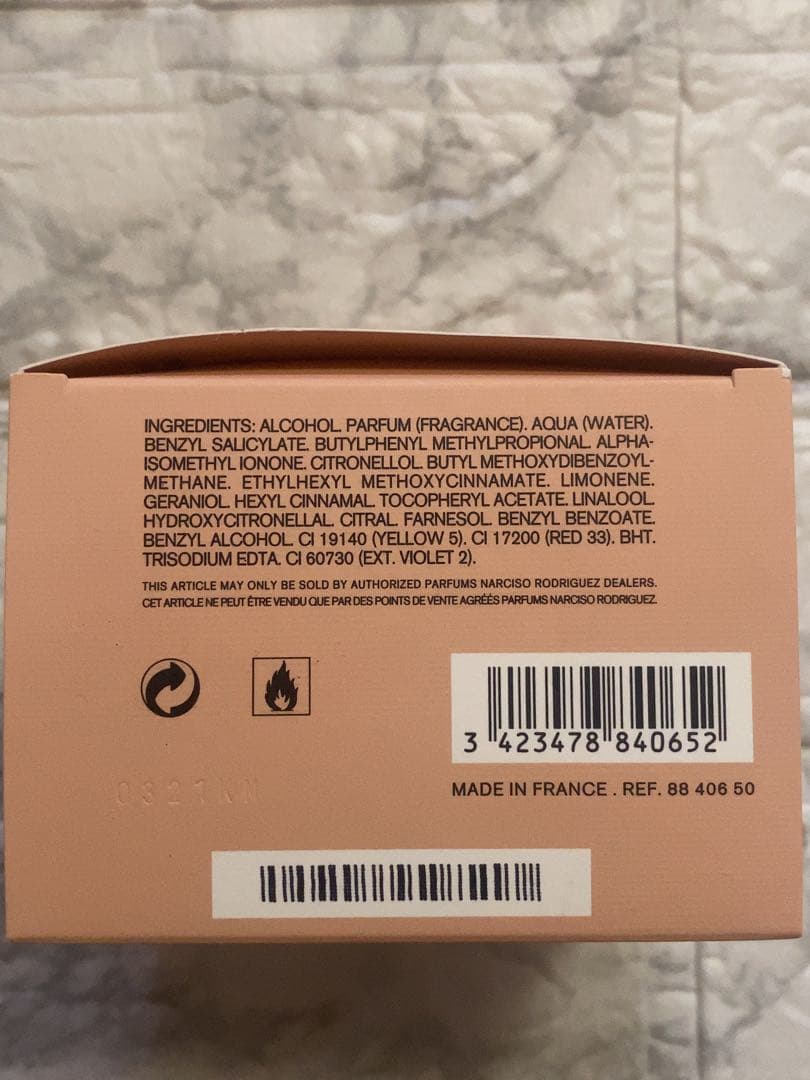 INGREDIENTS: ALCOHOL. PARFUM (FRAGRANCE). AQUA (WATER).
BENZYL SALICYLATE. BUTYLPHENYL METHYLPROPIONAL. ALPHA-
ISOMETHYL IONONE. CITRONELLOL. BUTYL METHOXYDIBENZOYL-
METHANE. ETHYLHEXYL METHOXYCINNAMATE. LIMONENE.
GERANIOL. HEXYL CINNAMAL. TOCOPHERYL ACETATE. LINALOOL.
HYDROXYCITRONELLAL. CITRAL. FARNESOL. BENZYL BENZOATE.
BENZYL ALCOHOL. CI 19140 (YELLOW 5). CI 17200 (RED 33). BHT.
TRISODIUM EDTA. CI 60730 (EXT. VIOLET 2).
THIS ARTICLE MAY ONLY BE SOLD BY AUTHORIZED PARFUMS NARCISO RODRIGUEZ DEALERS.
CET ARTICLE NE PEUT ÊTRE VENDU QUE PAR DES POINTS DE VENTE AGRÉÉS PARFUMS NARCISO RODRIGUEZ.
3 423478 840652
MADE IN FRANCE . REF. 88 406 50